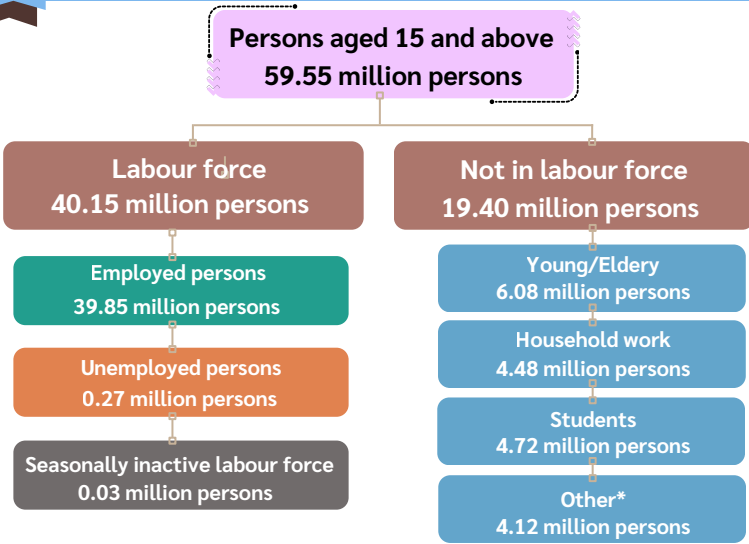 Persons aged 15 and above
59.55 million persons
Labour force
40.15 million persons
Not in labour force
19.40 million persons
Employed persons
39.85 million persons
Unemployed persons
0.27 million persons
Seasonally inactive labour force
0.03 million persons
Young/Eldery
6.08 million persons
Household work
4.48 million persons
Students
4.72 million persons
Other*
4.12 million persons